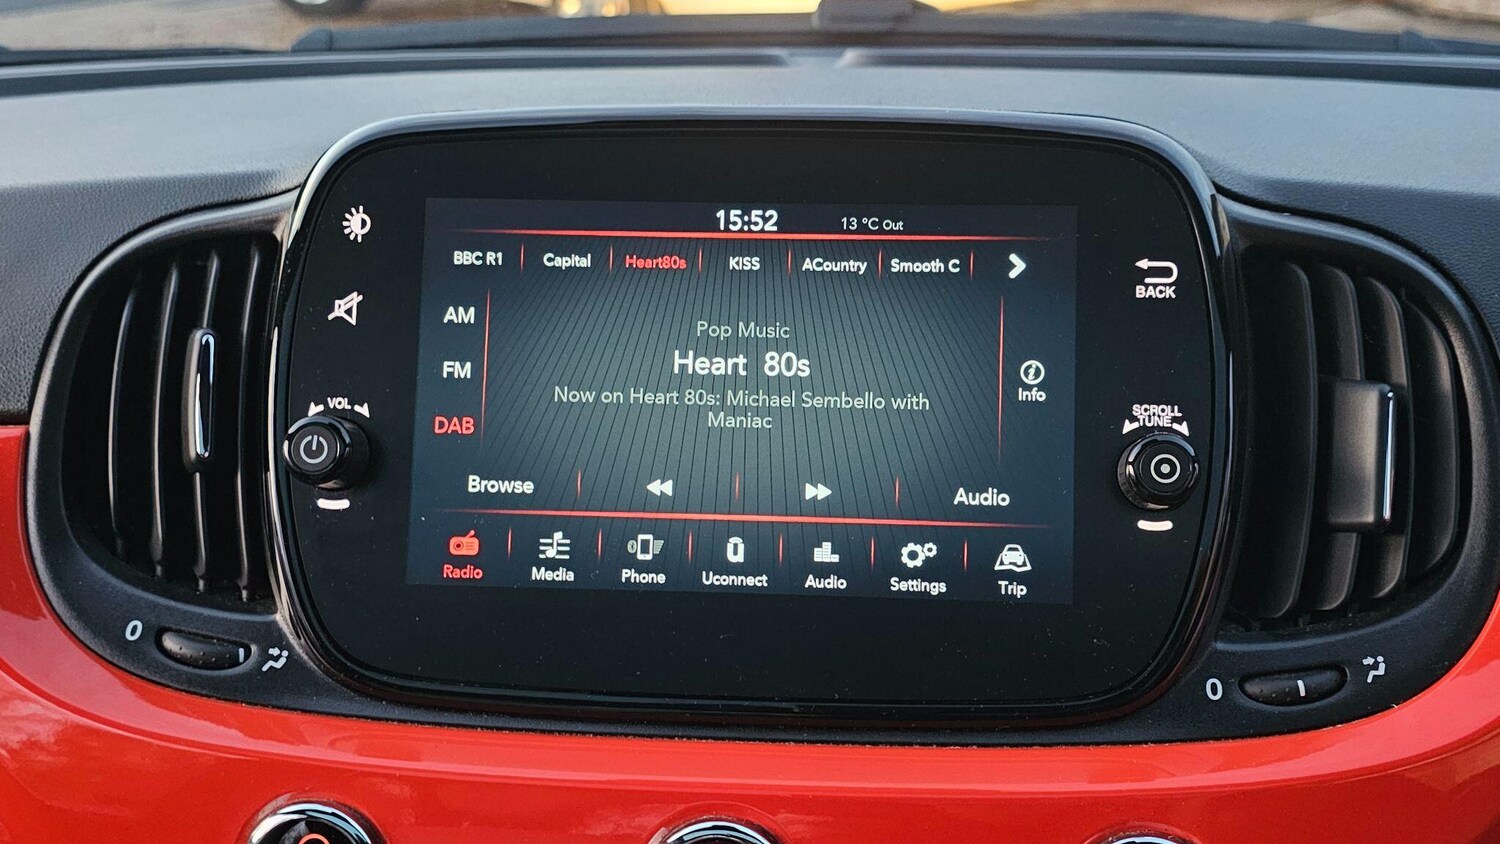 15:52 13 °C Out
BBC R1 Capital Heart80s KISS ACountry Smooth C
BACK
AM
Pop Music
FM
Heart 80s
Info
Now on Heart 80s: Michael Sembello with
Maniac
VOL
DAB
SCROLL
TUNE
Browse
Audio
Radio Media Phone Uconnect Audio Settings Trip
0
0